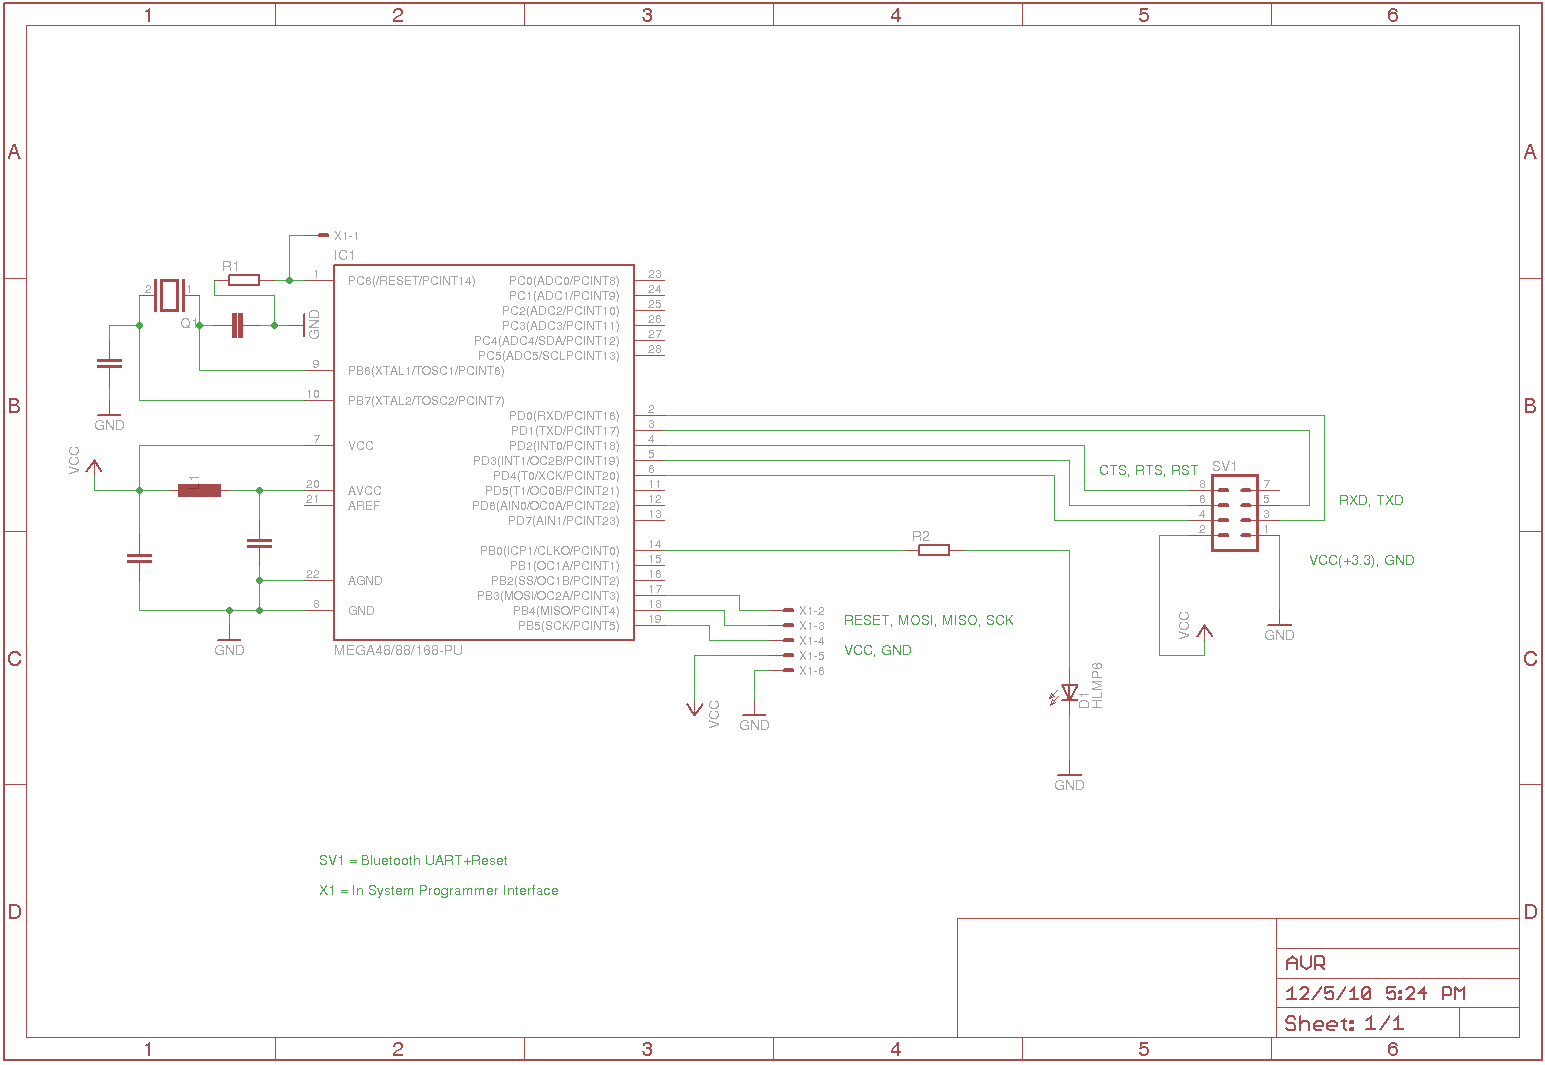 1 2 3 4 5 6
A A
B B
C C
D D
X1-1
IC1
R1
2 1
Q1
GND
GND
VCC
L1
GND
1 PC6(/RESET/PCINT14)
9 PB6(XTAL1/TOSC1/PCINT6)
10 PB7(XTAL2/TOSC2/PCINT7)
7 VCC
20 AVCC
21 AREF
22 AGND
8 GND
PC0(ADC0/PCINT8) 23
PC1(ADC1/PCINT9) 24
PC2(ADC2/PCINT10) 25
PC3(ADC3/PCINT11) 26
PC4(ADC4/SDA/PCINT12) 27
PC5(ADC5/SCLPCINT13) 28
PD0(RXD/PCINT16) 2
PD1(TXD/PCINT17) 3
PD2(INT0/PCINT18) 4
PD3(INT1/OC2B/PCINT19) 5
PD4(T0/XCK/PCINT20) 6
PD5(T1/OC0B/PCINT21) 11
PD6(AIN0/OC0A/PCINT22) 12
PD7(AIN1/PCINT23) 13
PB0(ICP1/CLKO/PCINT0) 14
PB1(OC1A/PCINT1) 15
PB2(SS/OC1B/PCINT2) 16
PB3(MOSI/OC2A/PCINT3) 17
PB4(MISO/PCINT4) 18
PB5(SCK/PCINT5) 19
MEGA48/88/168-PU
R2
X1-2
X1-3
X1-4
X1-5
X1-6
RESET, MOSI, MISO, SCK
VCC, GND
VCC
GND
D1
HLMP6
GND
CTS, RTS, RST
SV1
8 7
6 5
4 3
2 1
RXD, TXD
VCC(+3.3), GND
VCC
GND
SV1 = Bluetooth UART+Reset
X1 = In System Programmer Interface
AVR
12/5/10 5:24 PM
Sheet: 1/1
1 2 3 4 5 6